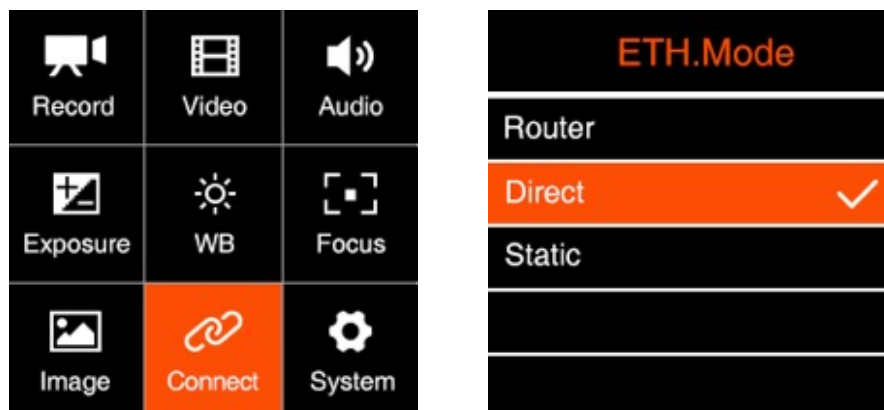 Record Video Audio
Exposure WB Focus
Image Connect System
ETH.Mode
Router
Direct
Static